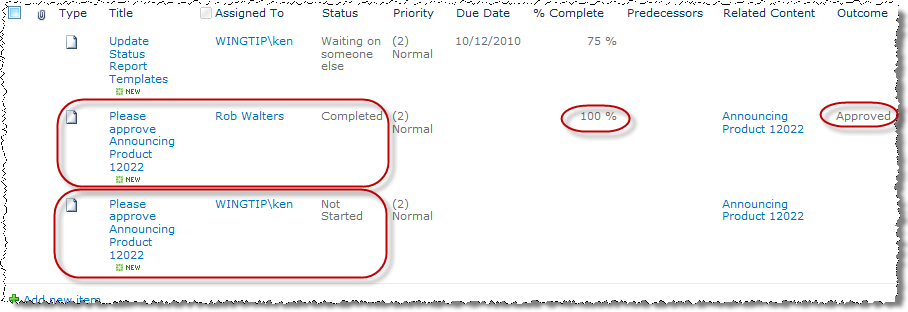 Type Title Assigned To Status Priority Due Date % Complete Predecessors Related Content Outcome
Update WINGTIP\ken Waiting on (2) 10/12/2010 75 %
Status someone Normal
Report else
Templates
NEW
Please Rob Walters Completed (2) 100 % Announcing Approved
approve Normal Product 12022
Announcing
Product
12022
NEW
Please WINGTIP\ken Not (2) Announcing
approve Started Normal Product 12022
Announcing
Product
12022
NEW
Add new item